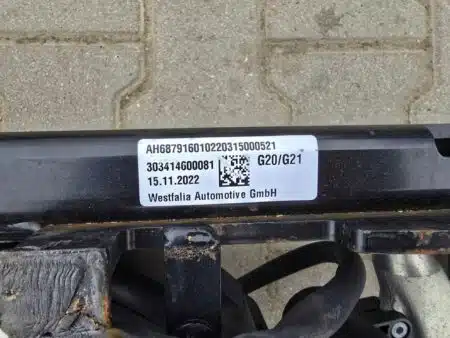 AH6879160102203150005​21
303414600081 G20/G21
15.11.2022
Westfalia Automotive GmbH